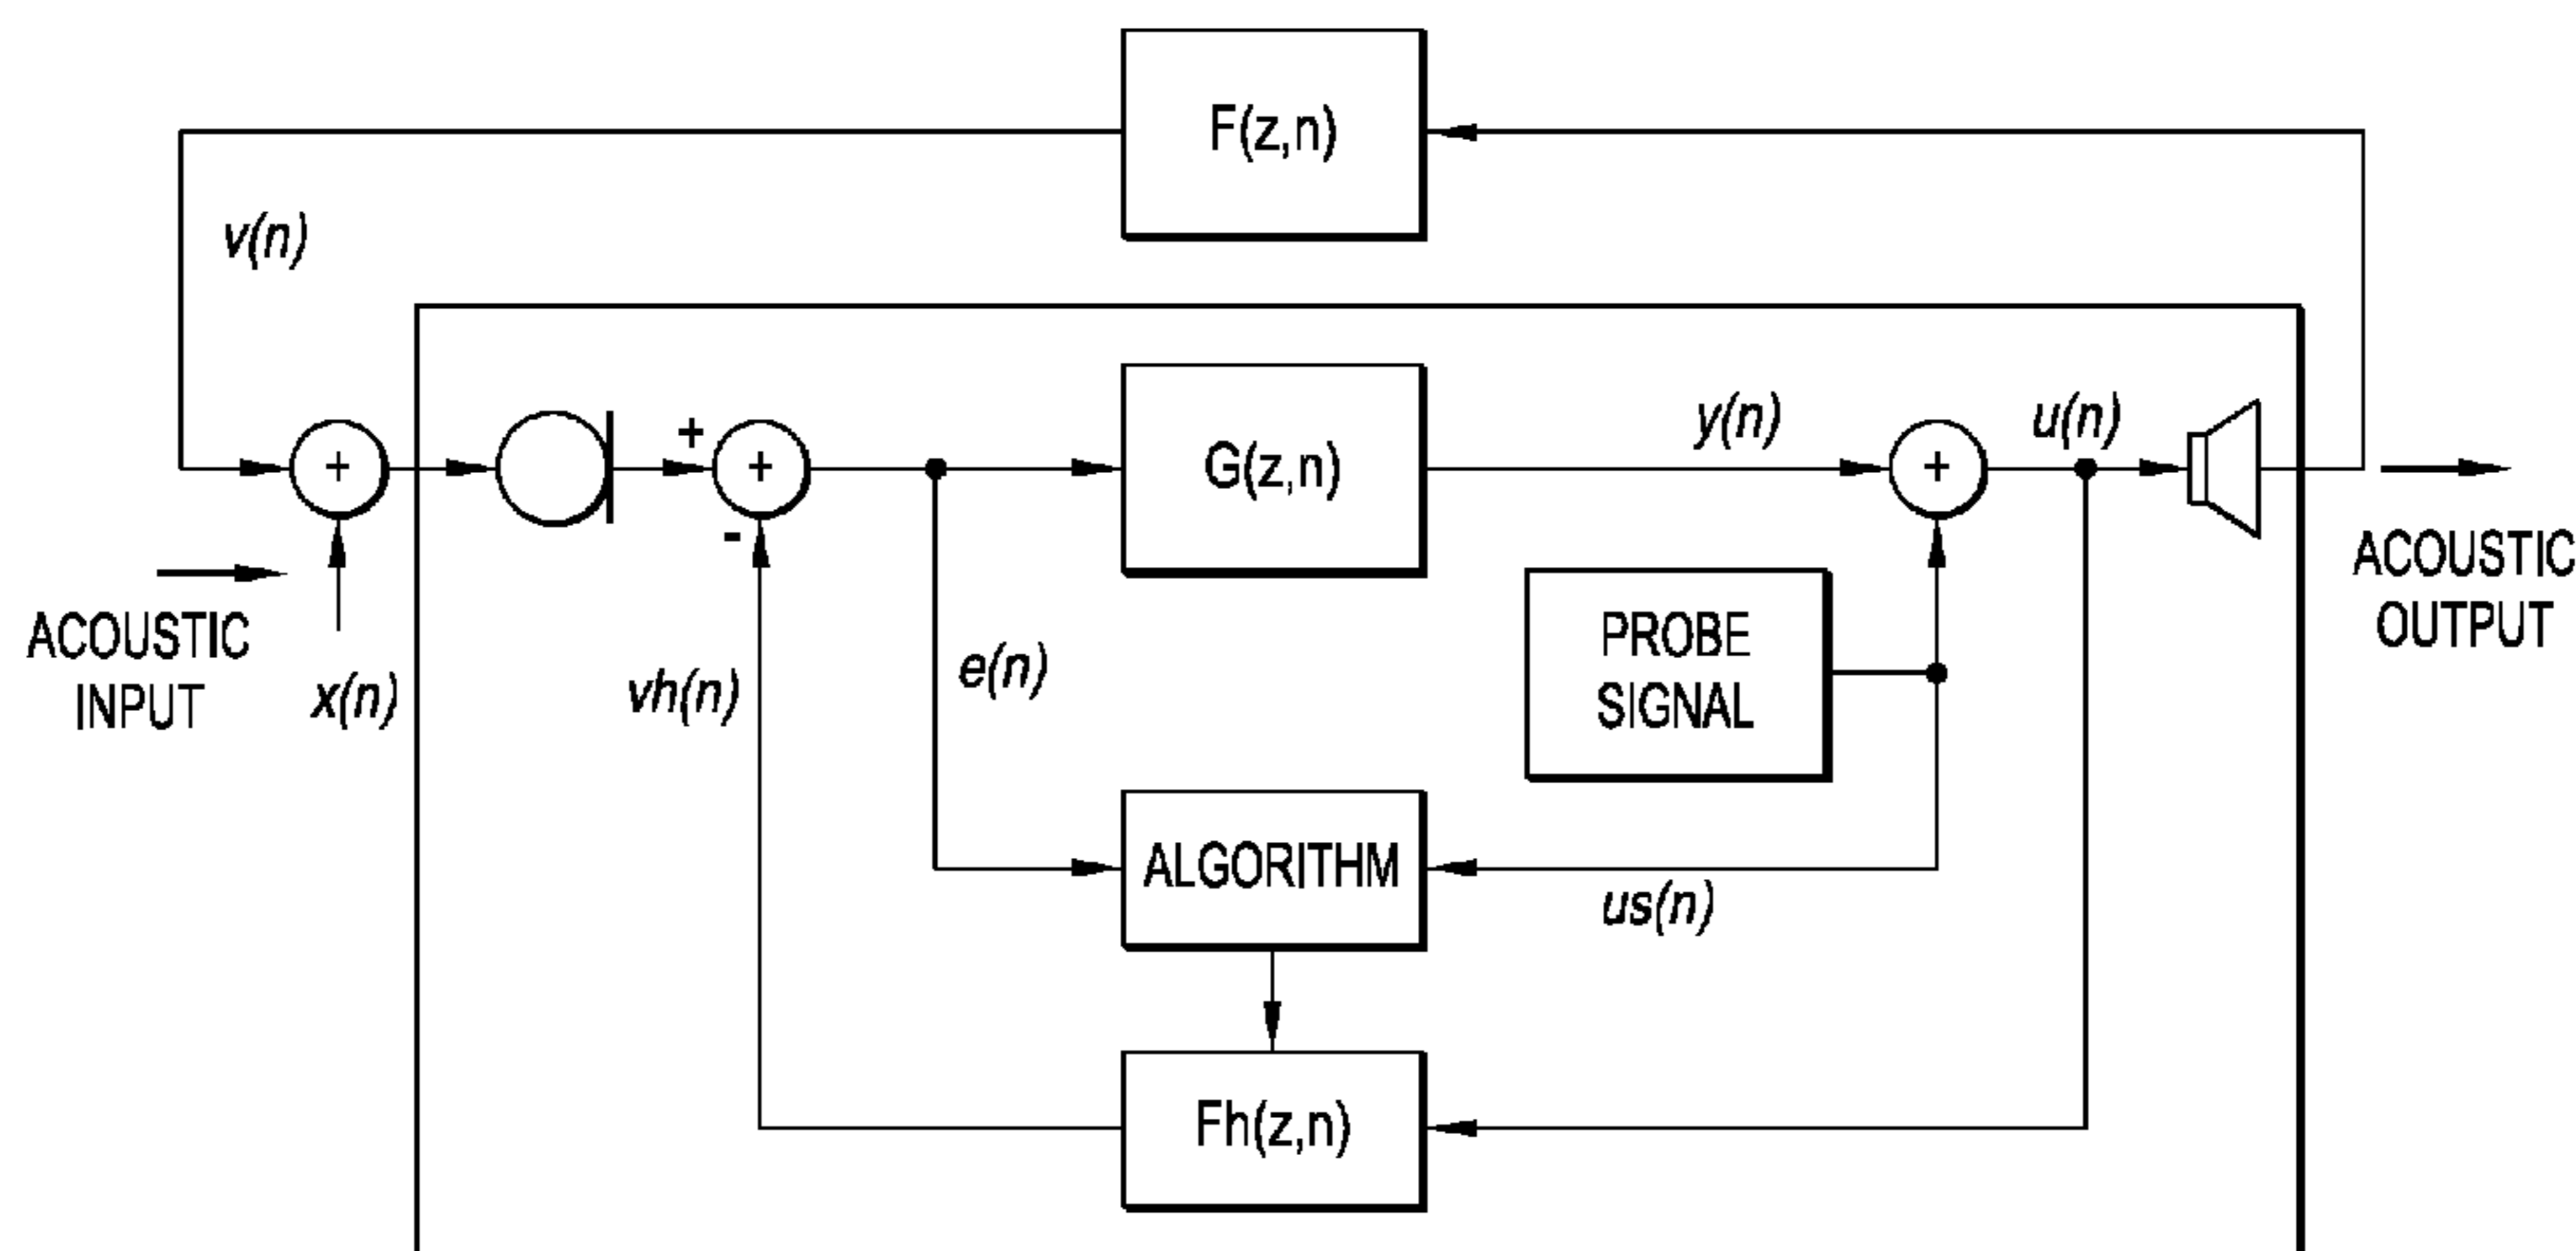 F(z,n)
v(n)
+
+
+
G(z,n)
y(n)
+
u(n)
-
ACOUSTIC
INPUT
x(n)
vh(n)
e(n)
PROBE
SIGNAL
ACOUSTIC
OUTPUT
ALGORITHM
us(n)
Fh(z,n)